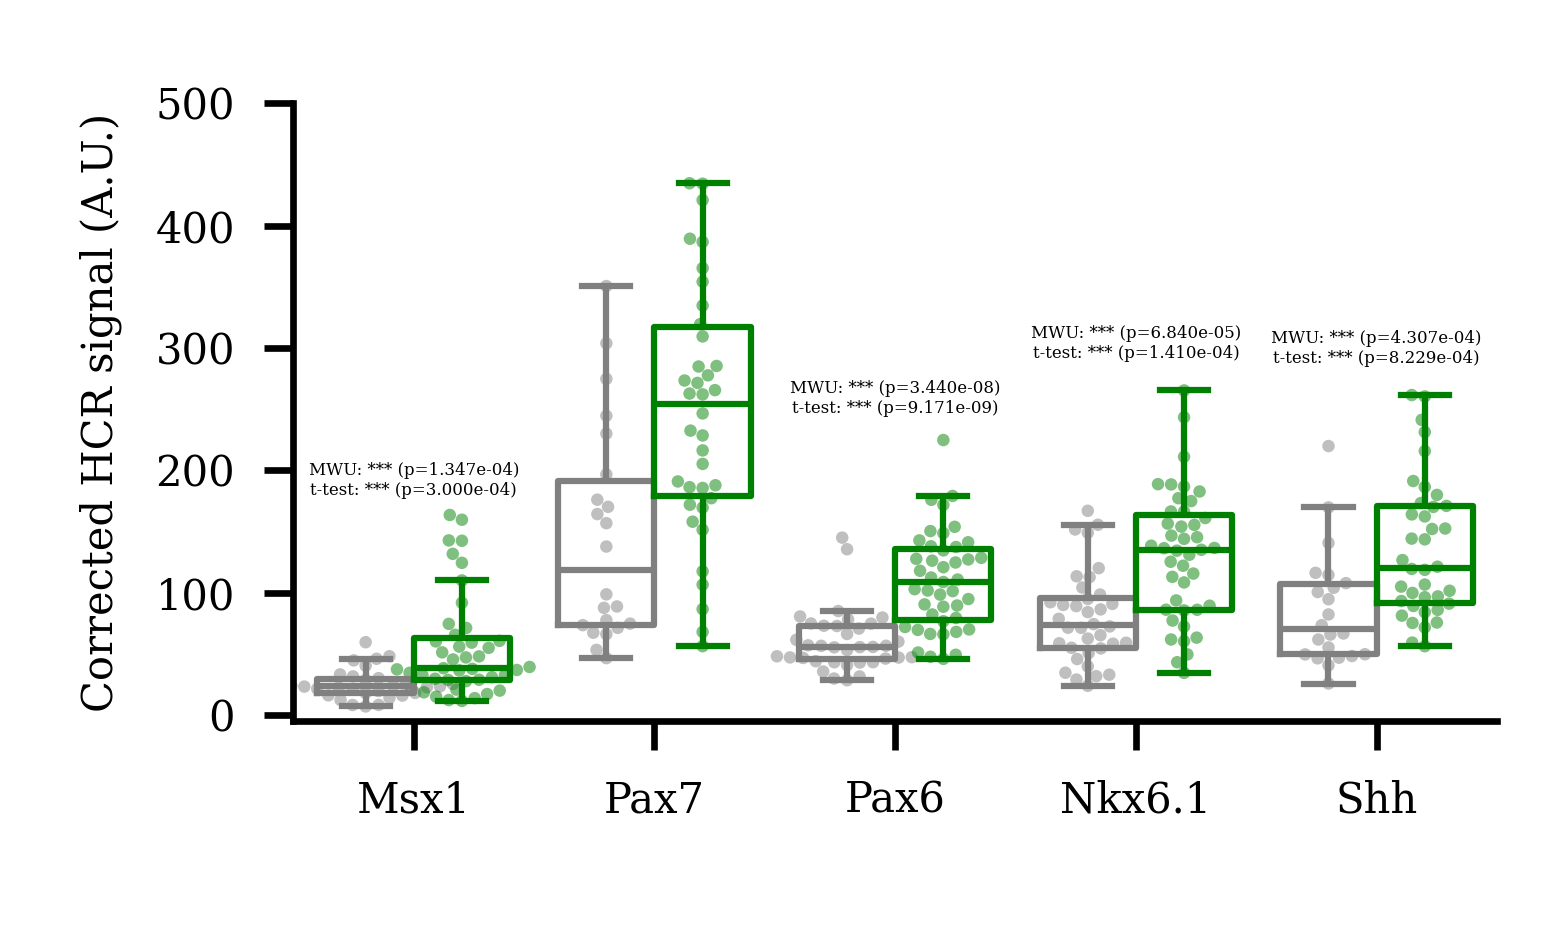 Corrected HCR signal (A.U.)
500
400
300
200
100
0
MWU: *** (p=1.347e-04)
t-test: *** (p=3.000e-04)
MWU: *** (p=3.440e-08)
t-test: *** (p=9.171e-09)
MWU: *** (p=6.840e-05)
t-test: *** (p=1.410e-04)
MWU: *** (p=4.307e-04)
t-test: *** (p=8.229e-04)
Msx1
Pax7
Pax6
Nkx6.1
Shh